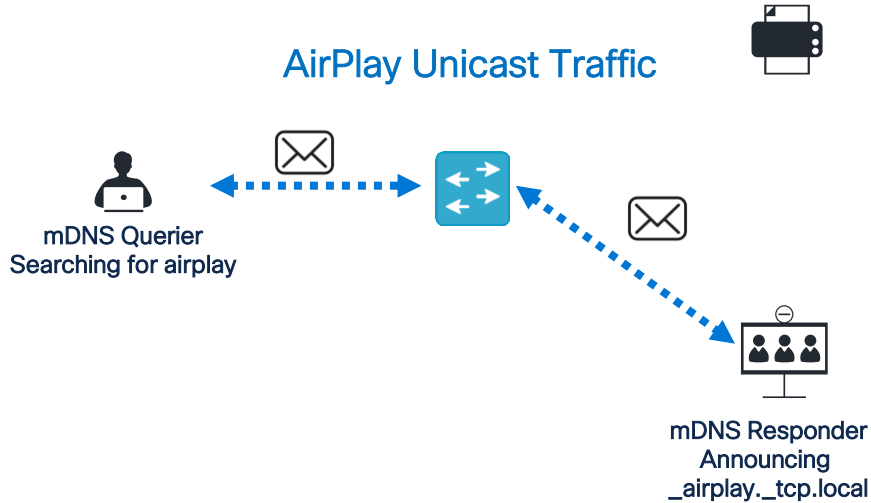 AirPlay Unicast Traffic
mDNS Querier
Searching for airplay
mDNS Responder
Announcing
_airplay._tcp.local